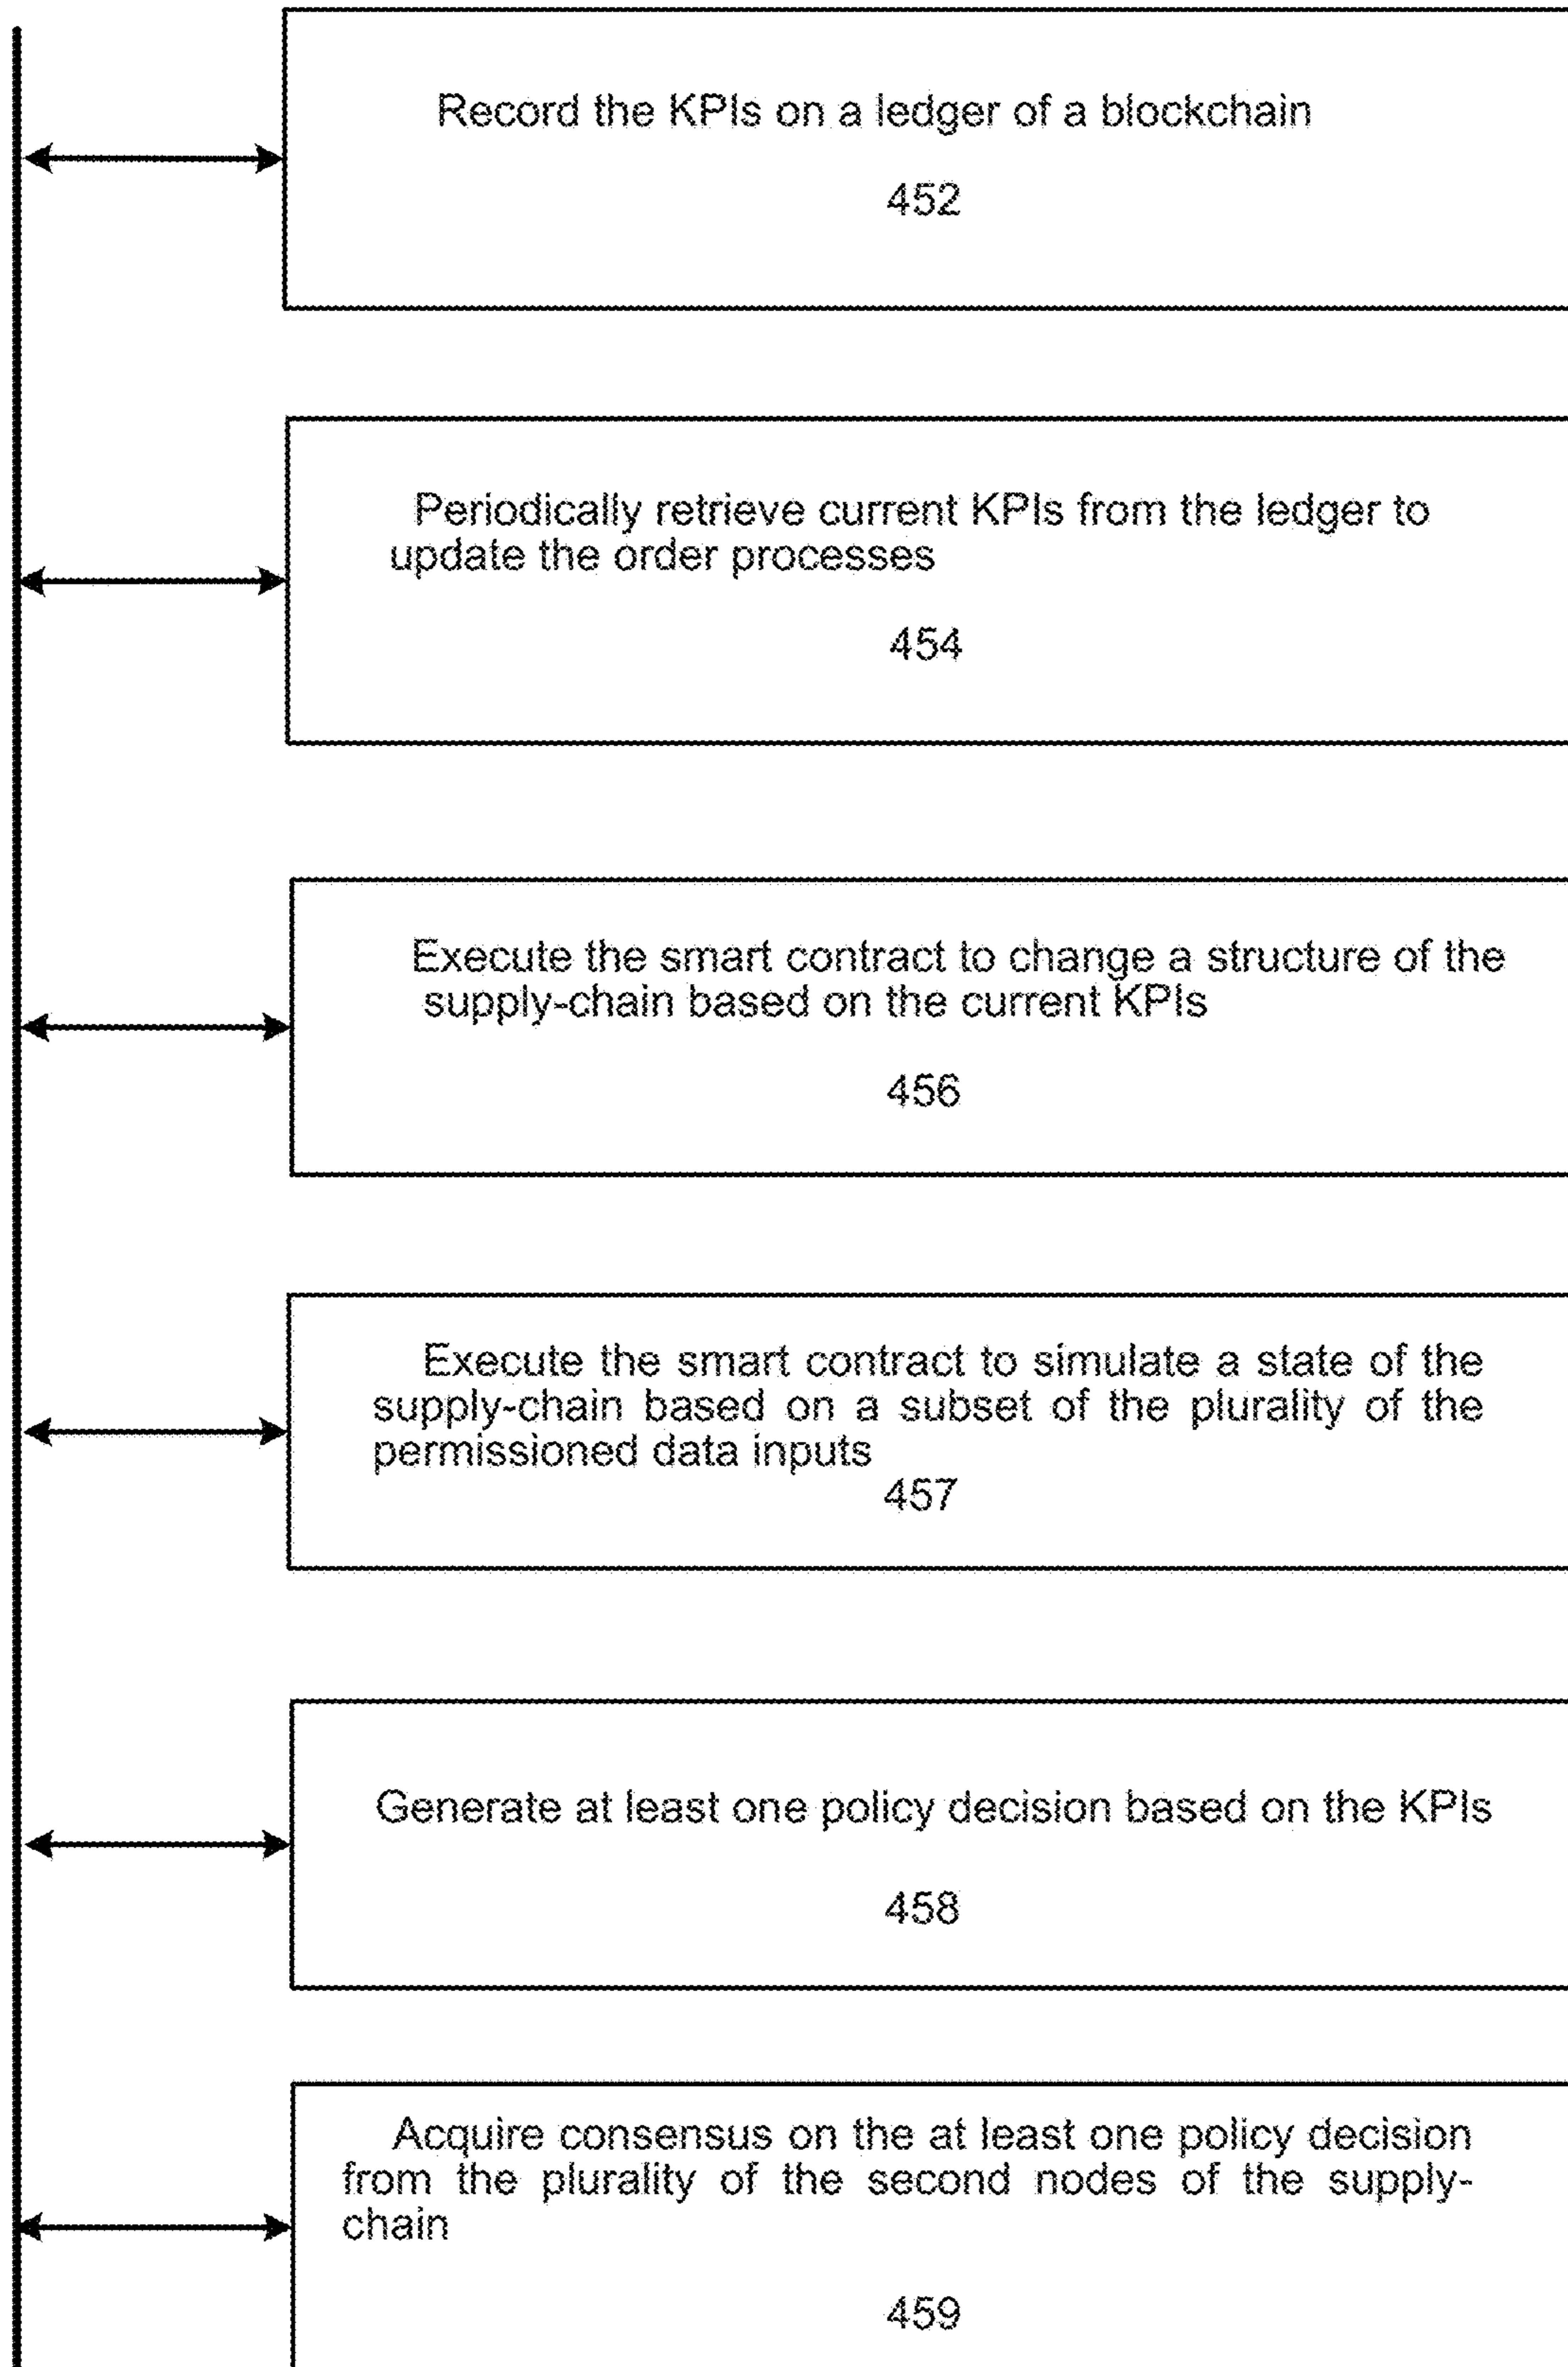 Record the KPIs on a ledger of a blockchain
452
Periodically retrieve current KPIs from the ledger to
update the order processes
454
Execute the smart contract to change a structure of the
supply-chain based on the current KPIs
456
Execute the smart contract to simulate a state of the
supply-chain based on a subset of the plurality of the
permissioned data inputs
457
Generate at least one policy decision based on the KPIs
458
Acquire consensus on the at least one policy decision
from the plurality of the second nodes of the supply-
chain
459